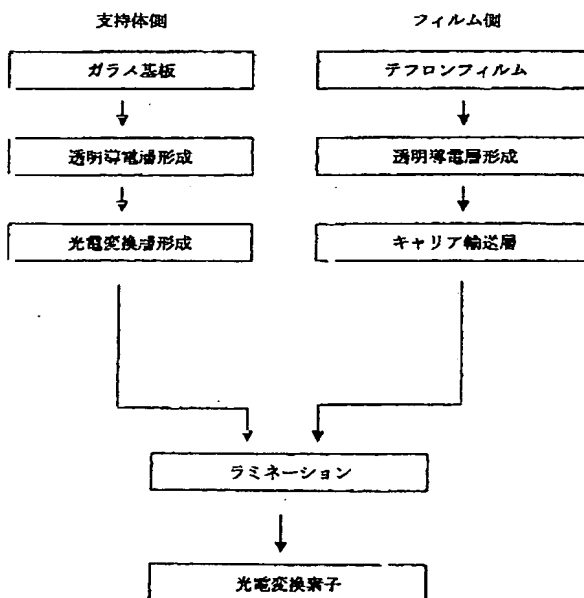 支持体側
フィルム側
ガラス基板
テフロンフィルム
透明導電層形成
透明導電層形成
光電変換層形成
キャリア輸送層
ラミネーション
光電変換素子